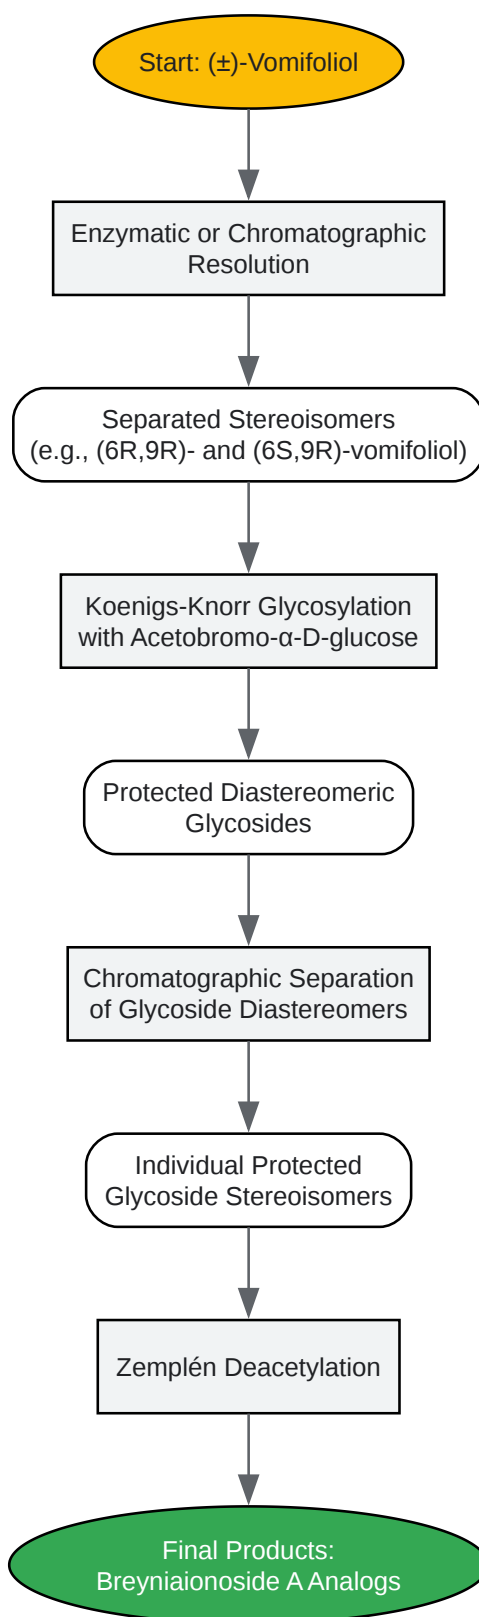 Start: (±)-Vomifoliol
Enzymatic or Chromatographic
Resolution
Separated Stereoisomers
(e.g., (6R,9R)- and (6S,9R)-vomifoliol)
Koenigs-Knorr Glycosylation
with Acetobromo-α-D-glucose
Protected Diastereomeric
Glycosides
Chromatographic Separation
of Glycoside Diastereomers
Individual Protected
Glycoside Stereoisomers
Zemplén Deacetylation
Final Products:
Breyniaionoside A Analogs